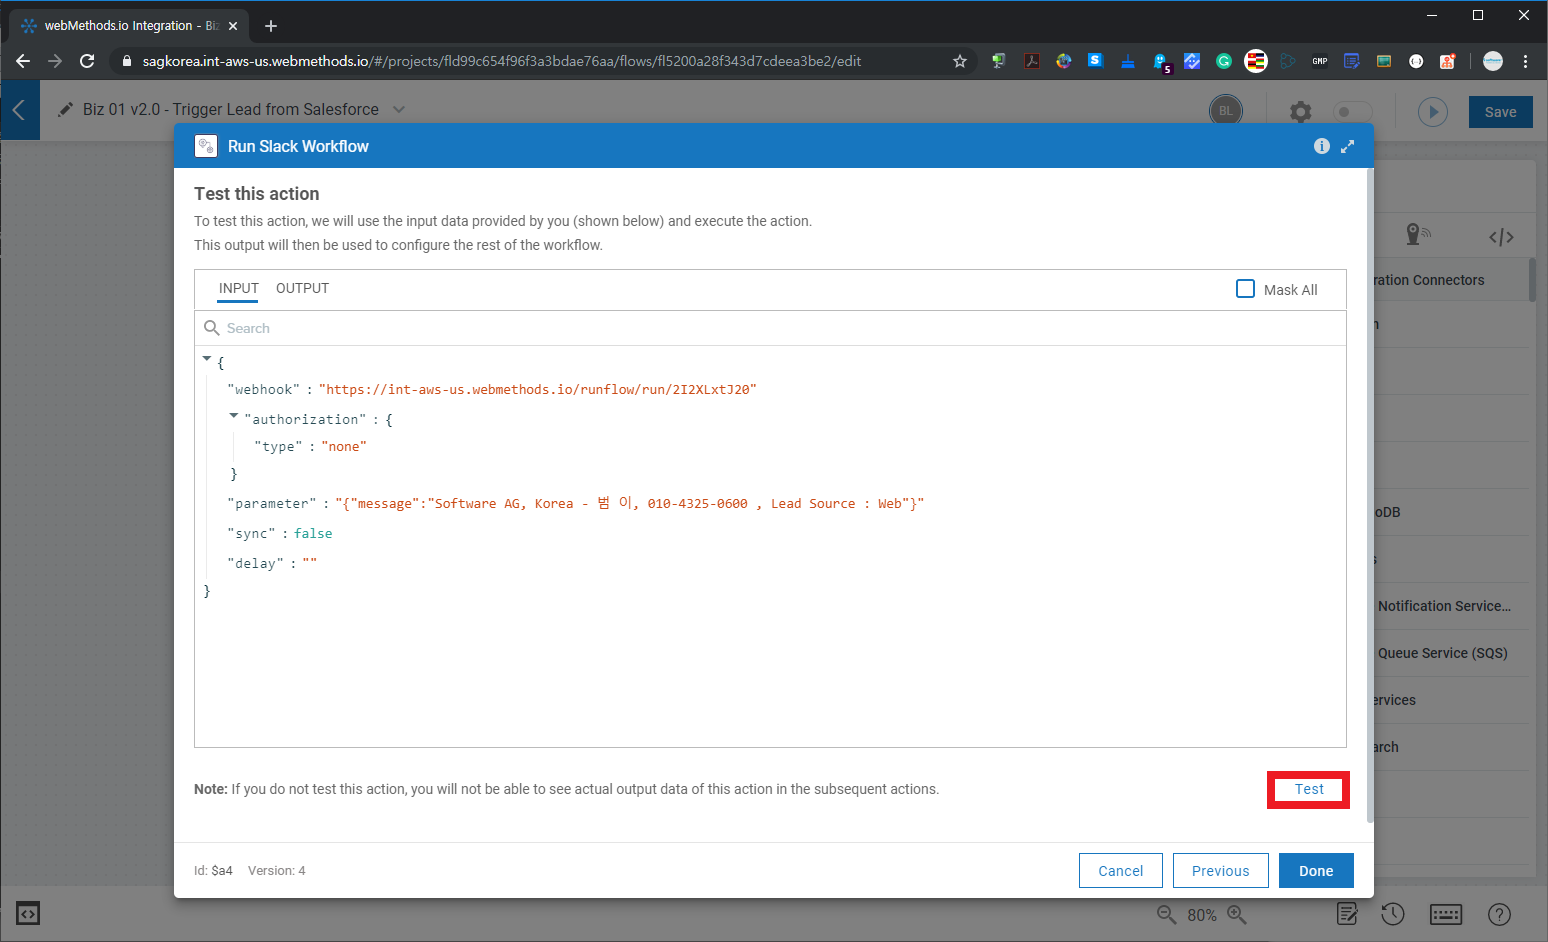 webMethods.io Integration - Biz
sagkorea.int-aws-us.webmethods.io/#/projects/fld99c654f96f3a3bdae76aa/flows/fl5200a28f343d7cdeea3be2/edit
5
GMP
Biz 01 v2.0 - Trigger Lead from Salesforce
BL
Save
Run Slack Workflow
Test this action
To test this action, we will use the input data provided by you (shown below) and execute the action.
This output will then be used to configure the rest of the workflow.
INPUT OUTPUT
Mask All
Search
{
"webhook" : "https://int-aws-us.webmethods.io/runflow/run/2I2XLxtJ20"
"authorization" : {
"type" : "none"
}
"parameter" : "{"message":"Software AG, Korea - 범 이, 010-4325-0600 , Lead Source : Web"}"
"sync" : false
"delay" : ""
}
Note: If you do not test this action, you will not be able to see actual output data of this action in the subsequent actions.
Test
Id: $a4 Version: 4
Cancel
Previous
Done
</>
ration Connectors
n
oDB
s
Notification Service...
Queue Service (SQS)
ervices
arch
80%